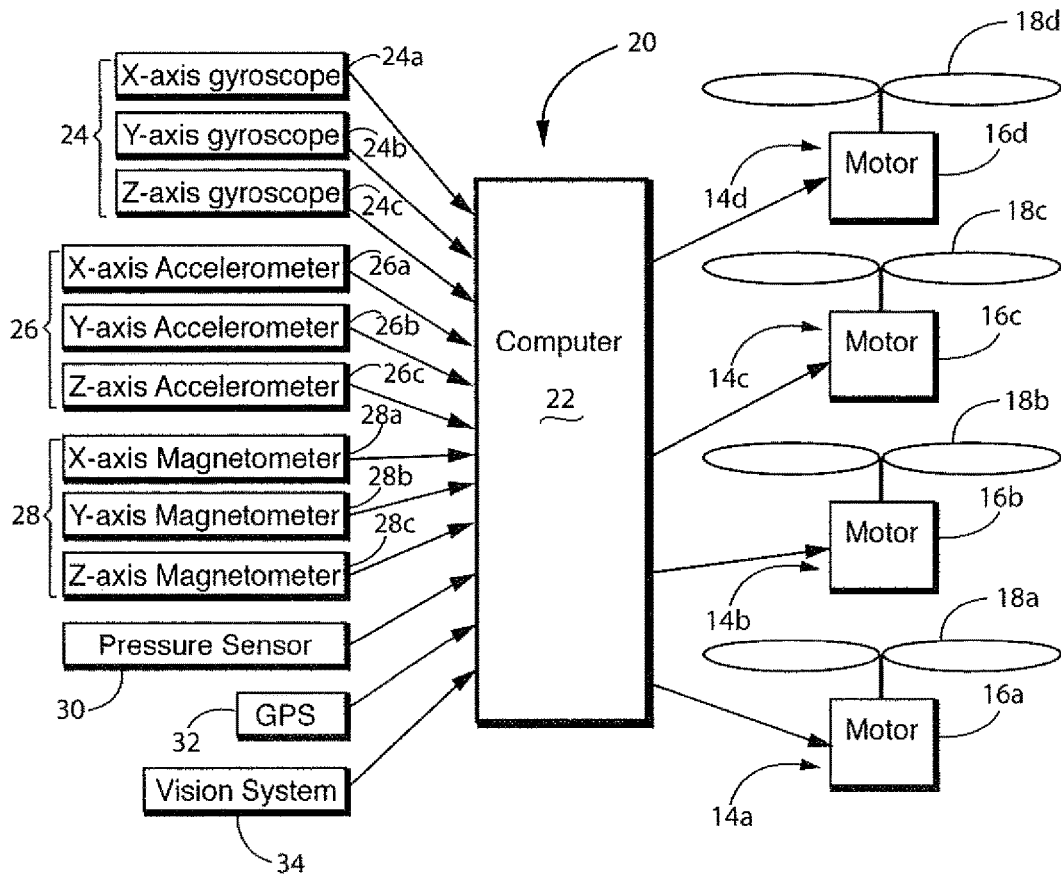 18d
20
24a
X-axis gyroscope
24
Y-axis gyroscope
24b
Motor
16d
Z-axis gyroscope
24c
14d
18c
X-axis Accelerometer
26a
26
Y-axis Accelerometer
26b
Computer
Motor
16c
Z-axis Accelerometer
26c
14c
22
28a
18b
X-axis Magnetometer
28b
28
Y-axis Magnetometer
28c
Motor
16b
Z-axis Magnetometer
14b
18a
Pressure Sensor
30
32
GPS
Motor
16a
Vision System
14a
34